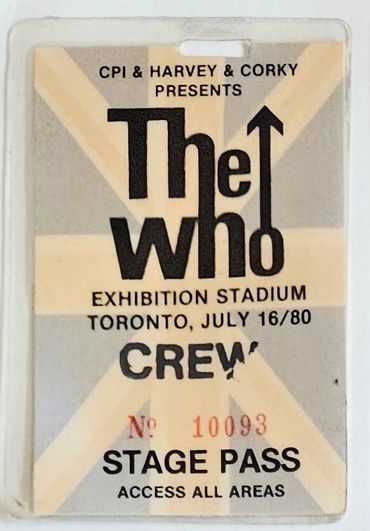 CPI & HARVEY & CORKY
PRESENTS
The
Who
EXHIBITION STADIUM
TORONTO, JULY 16/80
CREW
Nº 10093
STAGE PASS
ACCESS ALL AREAS